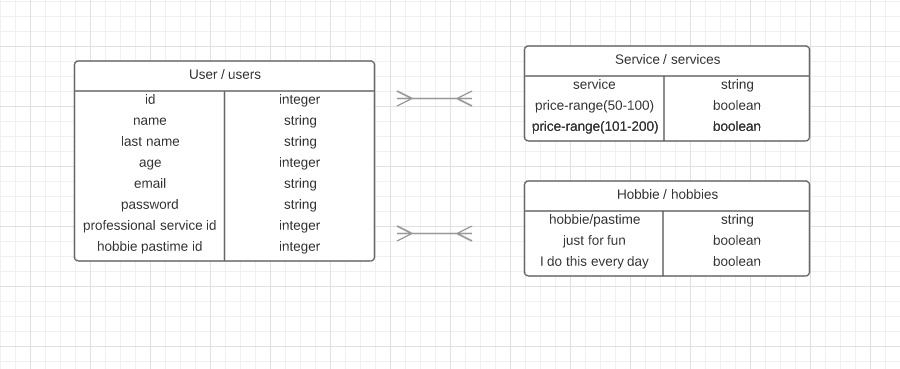 User / users
id integer
name string
last name string
age integer
email string
password string
professional service id integer
hobbie pastime id integer
Service / services
service string
price-range(50-100) boolean
price-range(101-200) boolean
Hobbie / hobbies
hobbie/pastime string
just for fun boolean
I do this every day boolean